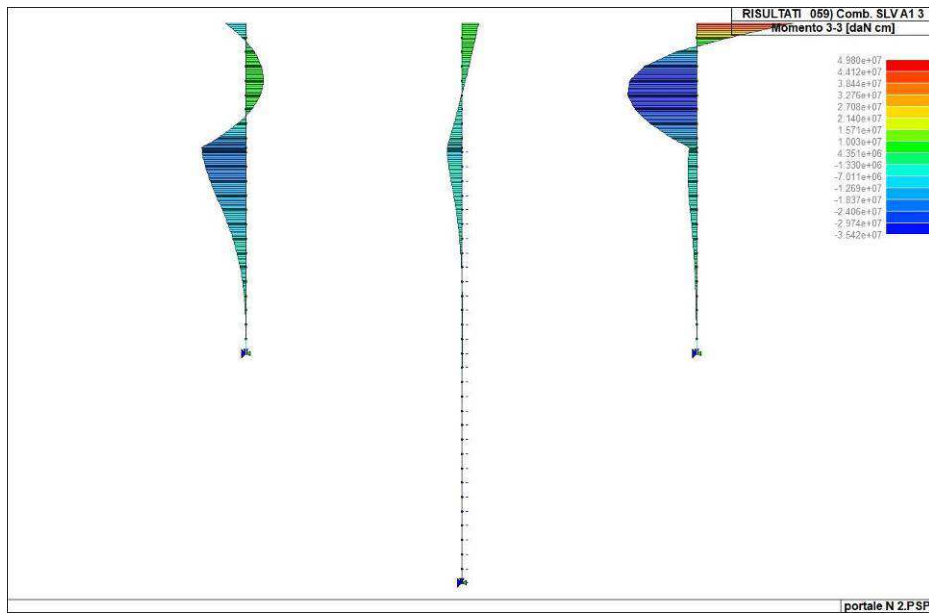 RISULTATI 059) Comb. SLV A1 3
Momento 3-3 [daN cm]
4.980e+07
4.412e+07
3.844e+07
3.276e+07
2.708e+07
2.140e+07
1.571e+07
1.003e+07
4.351e+06
-1.330e+06
-7.011e+06
-1.269e+07
-1.837e+07
-2.406e+07
-2.974e+07
-3.542e+07
portale N 2.PSP